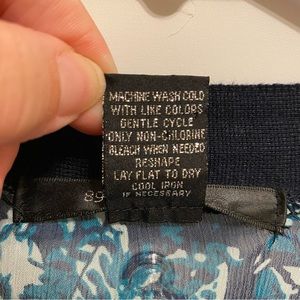 MACHINE WASH COLD
WITH LIKE COLORS
GENTLE CYCLE
ONLY NON-CHLORINE
BLEACH WHEN NEEDED
RESHAPE
LAY FLAT TO DRY
COOL IRON
IF NECESSARY